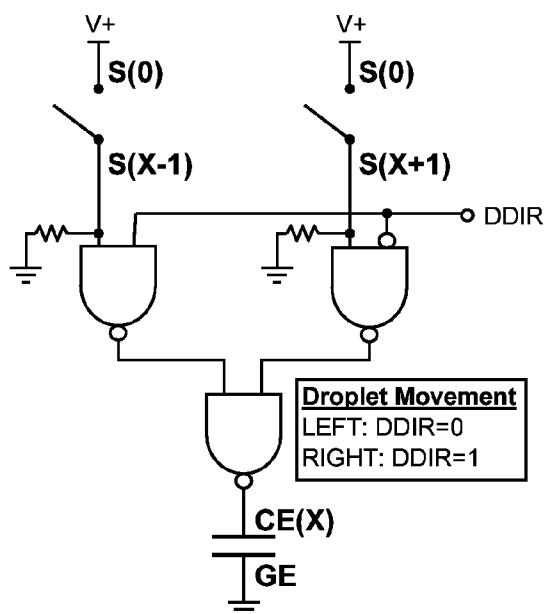 V+ V+
S(0) S(0)
S(X-1) S(X+1)
DDIR
Droplet Movement
LEFT: DDIR=0
RIGHT: DDIR=1
CE(X)
GE